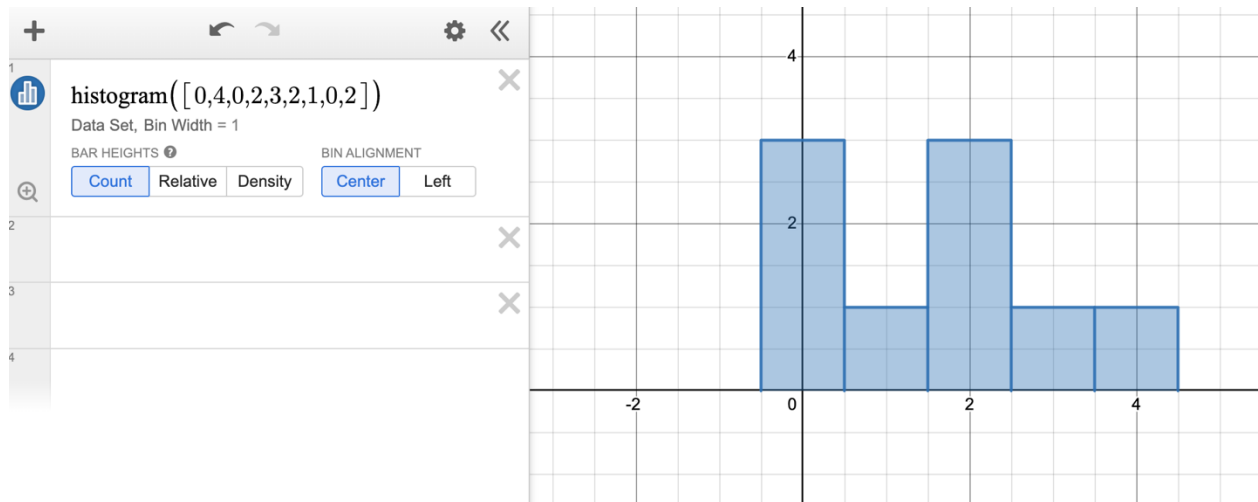 1
histogram([0,4,0,2,3,2,1,0,2])
Data Set, Bin Width = 1
BAR HEIGHTS ? BIN ALIGNMENT
Count Relative Density Center Left
2
3
4
4
2
-2 0 2 4